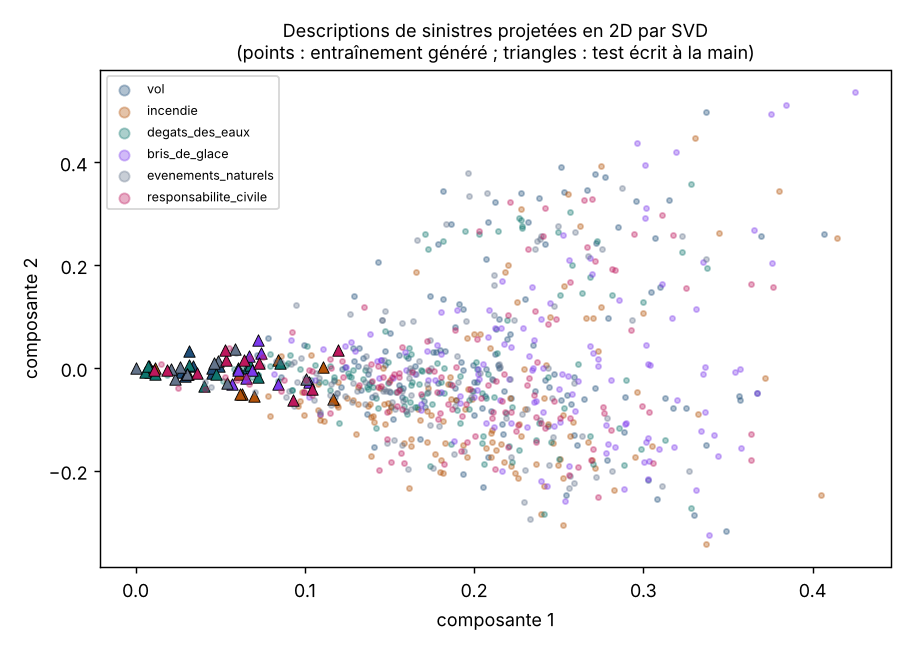 Descriptions de sinistres projetées en 2D par SVD
(points : entraînement généré ; triangles : test écrit à la main)
vol
incendie
degats_des_eaux
bris_de_glace
evenements_naturels
responsabilite_civile
composante 2
0.4
0.2
0.0
−0.2
0.0
0.1
0.2
0.3
0.4
composante 1